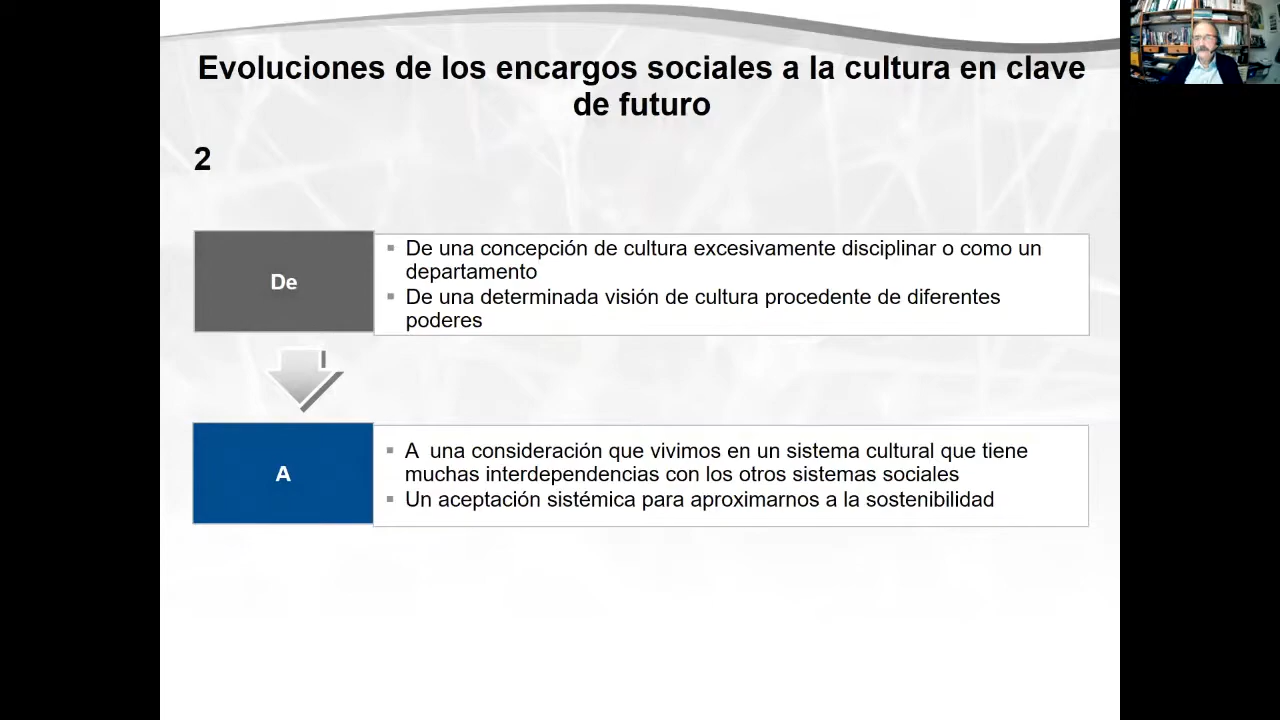 Evoluciones de los encargos sociales a la cultura en clave
de futuro
2
De
▪ De una concepción de cultura excesivamente disciplinar o como un
departamento
▪ De una determinada visión de cultura procedente de diferentes
poderes
A
▪ A una consideración que vivimos en un sistema cultural que tiene
muchas interdependencias con los otros sistemas sociales
▪ Un aceptación sistémica para aproximarnos a la sostenibilidad